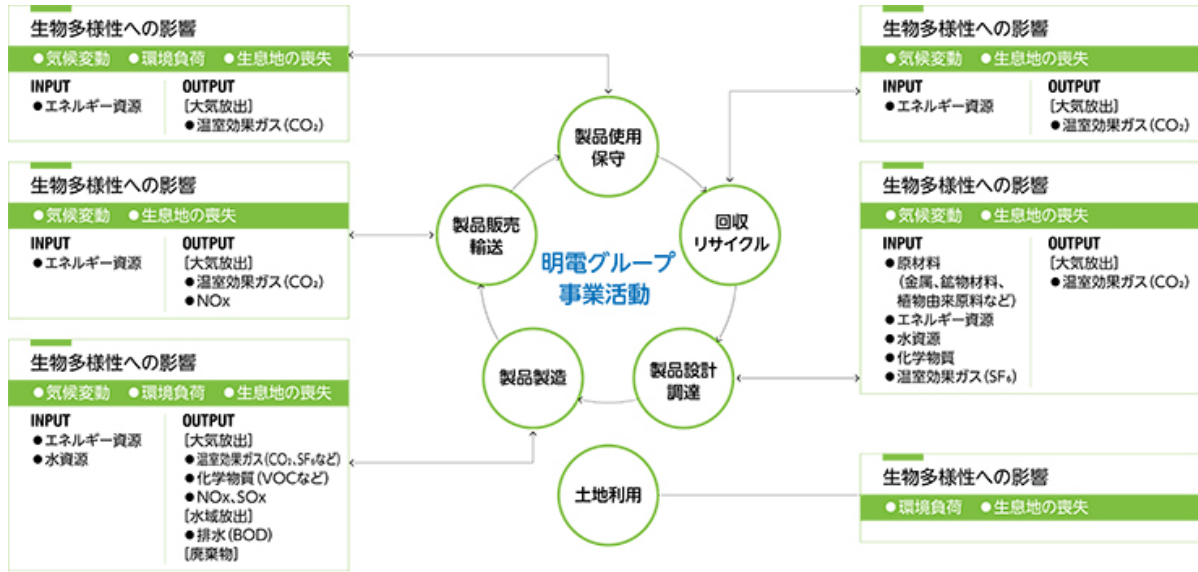 生物多様性への影響
●気候変動 ●環境負荷 ●生息地の喪失
INPUT
●エネルギー資源
OUTPUT
[大気放出]
●温室効果ガス(CO₂)
生物多様性への影響
●気候変動 ●生息地の喪失
INPUT
●エネルギー資源
OUTPUT
[大気放出]
●温室効果ガス(CO₂)
●NOx
生物多様性への影響
●気候変動 ●環境負荷 ●生息地の喪失
INPUT
●エネルギー資源
●水資源
OUTPUT
[大気放出]
●温室効果ガス(CO₂、SF₆など)
●化学物質(VOCなど)
●NOx、SOx
[水域放出]
●排水(BOD)
[廃棄物]
製品使用
保守
製品販売
輸送
回収
リサイクル
明電グループ
事業活動
製品製造
製品設計
調達
土地利用
生物多様性への影響
●気候変動 ●生息地の喪失
INPUT
●エネルギー資源
OUTPUT
[大気放出]
●温室効果ガス(CO₂)
生物多様性への影響
●気候変動 ●生息地の喪失
INPUT
●原材料
(金属、鉱物材料、
植物由来原料など)
●エネルギー資源
●水資源
●化学物質
●温室効果ガス(SF₆)
OUTPUT
[大気放出]
●温室効果ガス(CO₂)
生物多様性への影響
●環境負荷 ●生息地の喪失